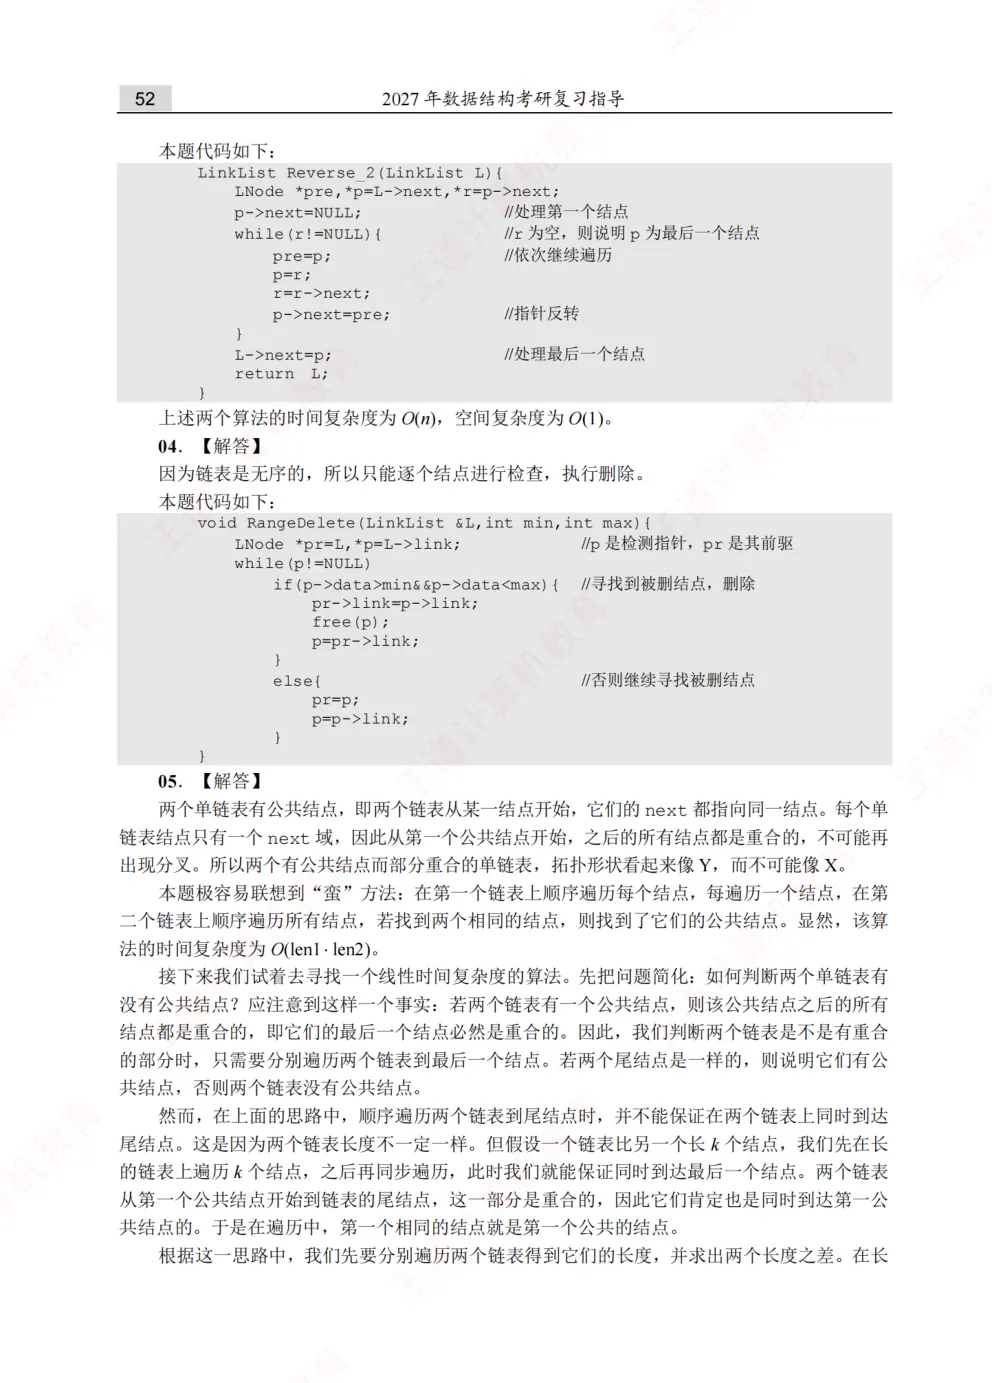 52
2027 年数据结构考研复习指导
本题代码如下：
LinkList Reverse_2(LinkList L){
LNode *pre,*p=L->next,*r=p->next;
p->next=NULL; //处理第一个结点
while(r!=NULL){ //r 为空，则说明 p 为最后一个结点
pre=p; //依次继续遍历
p=r;
r=r->next;
p->next=pre; //指针反转
}
L->next=p; //处理最后一个结点
return L;
}
上述两个算法的时间复杂度为 O(n)，空间复杂度为 O(1)。
04. 【解答】
因为链表是无序的，所以只能逐个结点进行检查，执行删除。
本题代码如下：
void RangeDelete(LinkList &L,int min,int max){
LNode *pr=L,*p=L->link; //p 是检测指针，pr 是其前驱
while(p!=NULL)
if(p->data>min&&p->data<max){ //寻找到被删结点，删除
pr->link=p->link;
free(p);
p=pr->link;
}
else{ //否则继续寻找被删结点
pr=p;
p=p->link;
}
}
05. 【解答】
两个单链表有公共结点，即两个链表从某一结点开始，它们的 next 都指向同一结点。每个单
链表结点只有一个 next 域，因此从第一个公共结点开始，之后的所有结点都是重合的，不可能再
出现分叉。所以两个有公共结点而部分重合的单链表，拓扑形状看起来像 Y，而不可能像 X。
本题极容易联想到“蛮”方法：在第一个链表上顺序遍历每个结点，每遍历一个结点，在第
二个链表上顺序遍历所有结点，若找到两个相同的结点，则找到了它们的公共结点。显然，该算
法的时间复杂度为 O(len1 · len2)。
接下来我们试着去寻找一个线性时间复杂度的算法。先把问题简化：如何判断两个单链表有
没有公共结点？应注意到这样一个事实：若两个链表有一个公共结点，则该公共结点之后的所有
结点都是重合的，即它们的最后一个结点必然是重合的。因此，我们判断两个链表是不是有重合
的部分时，只需要分别遍历两个链表到最后一个结点。若两个尾结点是一样的，则说明它们有公
共结点，否则两个链表没有公共结点。
然而，在上面的思路中，顺序遍历两个链表到尾结点时，并不能保证在两个链表上同时到达
尾结点。这是因为两个链表长度不一定一样。但假设一个链表比另一个长 k 个结点，我们先在长
的链表上遍历 k 个结点，之后再同步遍历，此时我们就能保证同时到达最后一个结点。两个链表
从第一个公共结点开始到链表的尾结点，这一部分是重合的，因此它们肯定也是同时到达第一公
共结点的。于是在遍历中，第一个相同的结点就是第一个公共的结点。
根据这一思路中，我们先要分别遍历两个链表得到它们的长度，并求出两个长度之差。在长
王道计算机教育
王道计算机教育
王道计算机教育